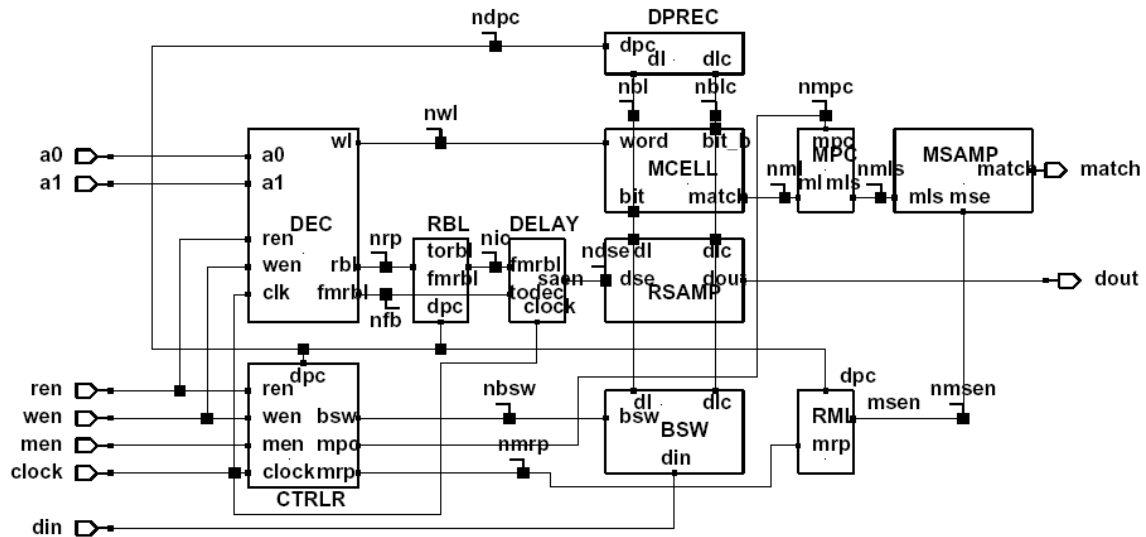 ndpc DPREC
dpc
dl dlc
nbl nblc nmpc
nwl
wl word bit_b mpc MSAMP
a0 a0 MCELL MPC match match
a1 a1 nml nmls
bit match ml mls mls mse
DEC RBL DELAY
ren nrp torbl nio ndse dl dlc
wen rbl fmrbl fmrbl saen dse dout dout
clk fmrbl todec RSAMP
nfb dpc clock
dpc dpc nmsen
ren ren nbsw dl dlc RML msen
wen wen bsw bsw BSW
men men mpc nmrp mrp
clock clock mrp din
CTRLR
din